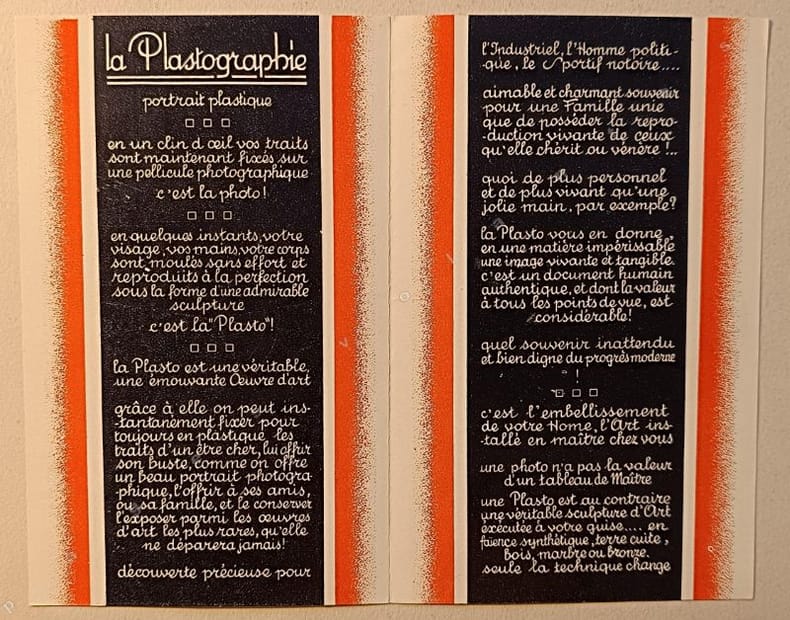 la Plastographie
portrait plastique
en un clin d œil vos traits
sont maintenant fixés sur
une pellicule photographique
c'est la photo!
en quelques instants, votre
visage, vos mains, votre corps
sont moulés sans effort et
reproduits à la perfection
sous la forme d'une admirable
sculpture
c'est la "Plasto"!
la Plasto est une véritable,
une émouvante Œuvre d'art
grâce à elle on peut ins-
tantanément fixer pour
toujours en plastique les
traits d'un être cher, lui offrir
son buste, comme on offre
un beau portrait photogra-
phique, l'offrir à ses amis,
ou sa famille, et le conserver
l'exposer parmi les œuvres
d'art les plus rares, qu'elle
ne déparera jamais!
découverte précieuse pour
l'Industriel, l'Homme politi-
que, le Sportif notoire....
aimable et charmant souvenir
pour une Famille unie
que de posséder la repro-
duction vivante de ceux
qu'elle chérit ou vénère !..
quoi de plus personnel
et de plus vivant qu'une
jolie main, par exemple?
la Plasto vous en donne,
en une matière impérissable
une image vivante et tangible.
c'est un document humain
authentique, et dont la valeur
à tous les points de vue, est
considérable!
quel souvenir inattendu
et bien digne du progrès moderne
!
c'est l'embellissement
de votre Home, l'Art ins-
tallé en maître chez vous
une photo n'a pas la valeur
d'un tableau de Maître
une Plasto est au contraire
une véritable sculpture d'Art
exécutée à votre guise.... en
faïence synthétique, terre cuite,
bois, marbre ou bronze.
seule la technique change